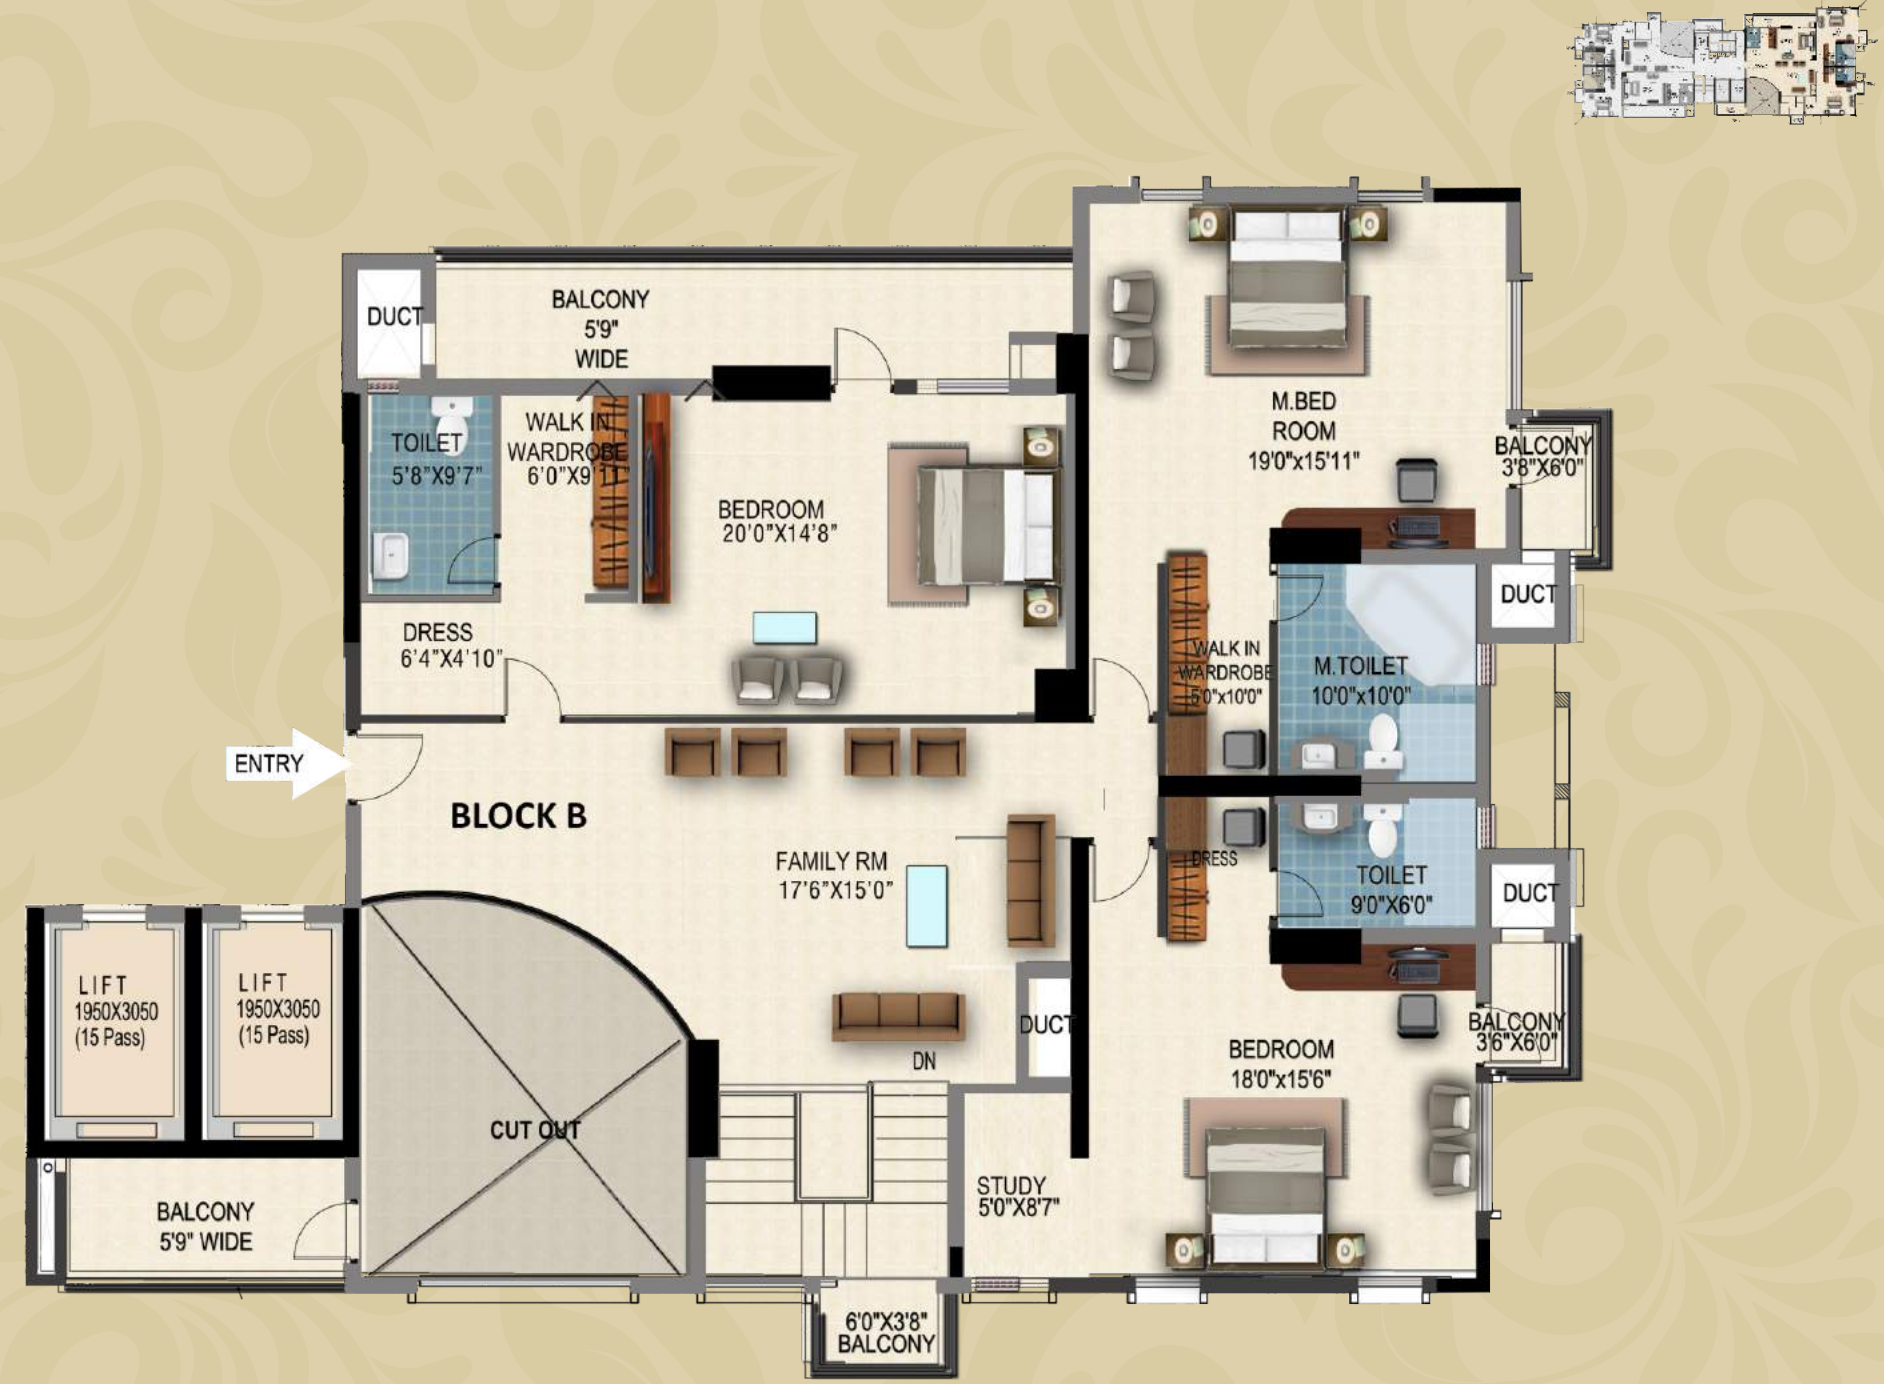 DUCT
BALCONY
5'9"
WIDE
TOILET
5'8"X9'7"
WALK IN
WARDROBE
6'0"X9'11"
BEDROOM
20'0"X14'8"
DRESS
6'4"X4'10"
M.BED
ROOM
19'0"x15'11"
BALCONY
3'8"X6'0"
DUCT
WALK IN
WARDROBE
5'0"x10'0"
M.TOILET
10'0"x10'0"
ENTRY
BLOCK B
FAMILY RM
17'6"X15'0"
DRESS
TOILET
9'0"X6'0"
DUCT
LIFT
1950X3050
(15 Pass)
LIFT
1950X3050
(15 Pass)
CUT OUT
DN
DUCT
BEDROOM
18'0"x15'6"
BALCONY
3'6"X6'0"
STUDY
5'0"X8'7"
BALCONY
5'9" WIDE
6'0"X3'8"
BALCONY